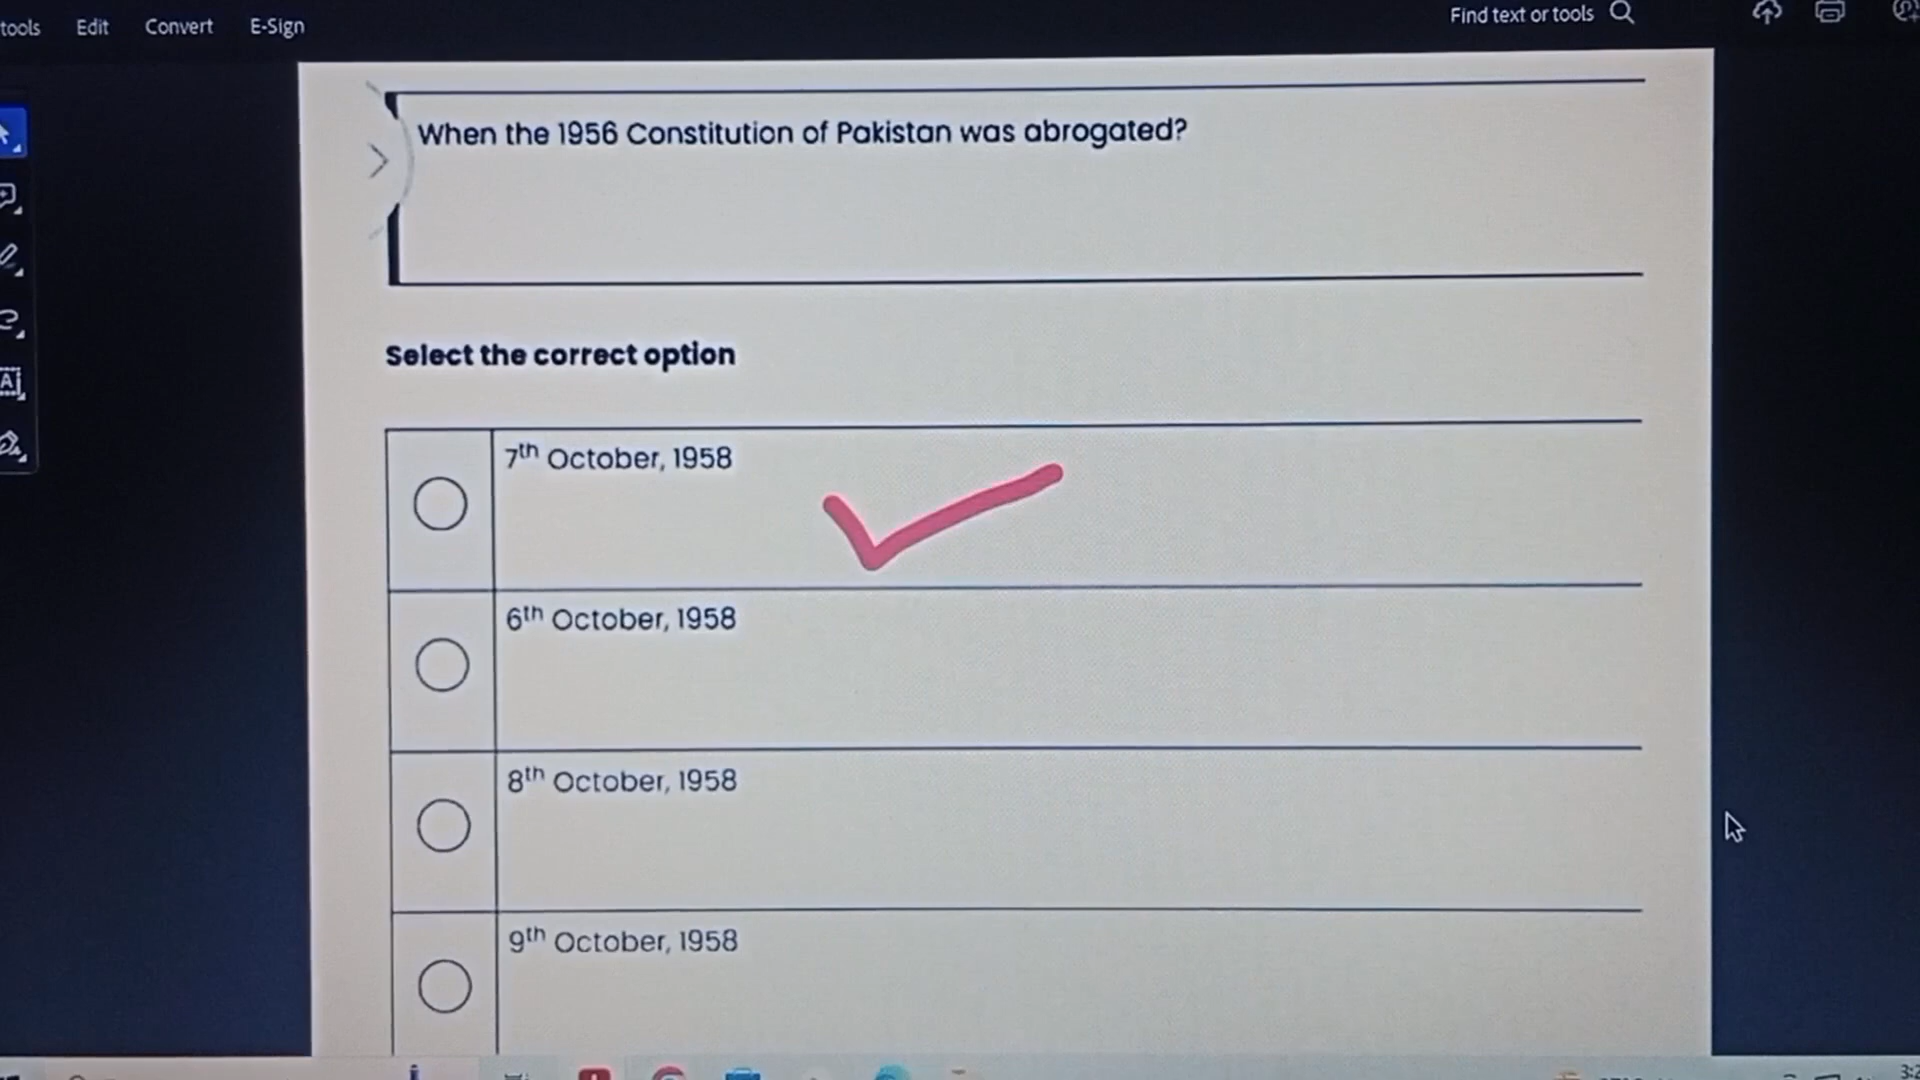 tools Edit Convert E-Sign Find text or tools
When the 1956 Constitution of Pakistan was abrogated?
Select the correct option
7th October, 1958
6th October, 1958
8th October, 1958
9th October, 1958